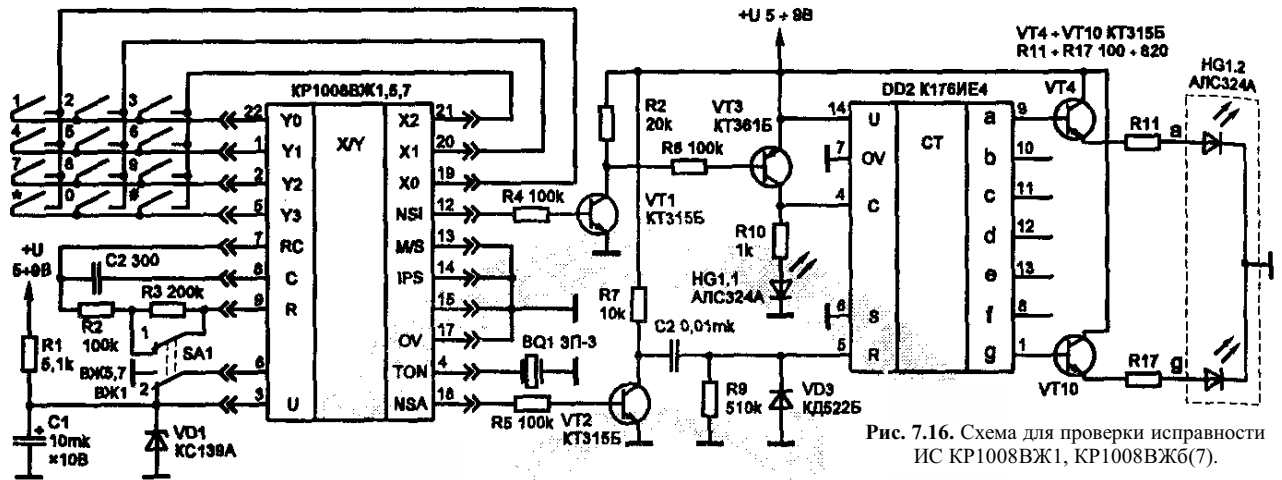 +U 5 ÷ 9В
VT4 ÷ VT10 КТ315Б
R11 ÷ R17 100 ÷ 820
КР1008ВЖ1,5,7
1 2 3
4 5 6
7 8 9
* 0 #
22 Y0 X/Y X2 21
1 Y1 X1 20
2 Y2 X0 19
5 Y3 NSI 12
7 RC M/S 13
8 C IPS 14
9 R 15
OV 17
6 TON 4
3 U NSA 18
+U
5÷9В
C2 300
R2
100k
R3 200k
R1
5,1k
SA1
1
2
ВЖ5,7
ВЖ1
C1
+
10mk
×10В
VD1
КС139А
R4 100k
VT1
КТ315Б
R2
20k
R6 100k
VT3
КТ361Б
R10
1k
HG1,1
АЛС324А
R7
10k
C2 0,01mk
BQ1 ЗП-3
R5 100k
VT2
КТ315Б
R9
510k
VD3
КД522Б
DD2 К176ИЕ4
14 U CT a 9
7 OV b 10
4 C c 11
d 12
e 13
6 S f 8
5 R g 1
VT4
R11
a
HG1.2
АЛС324А
VT10
R17
g
Рис. 7.16. Схема для проверки исправности
ИС КР1008ВЖ1, КР1008ВЖб(7).